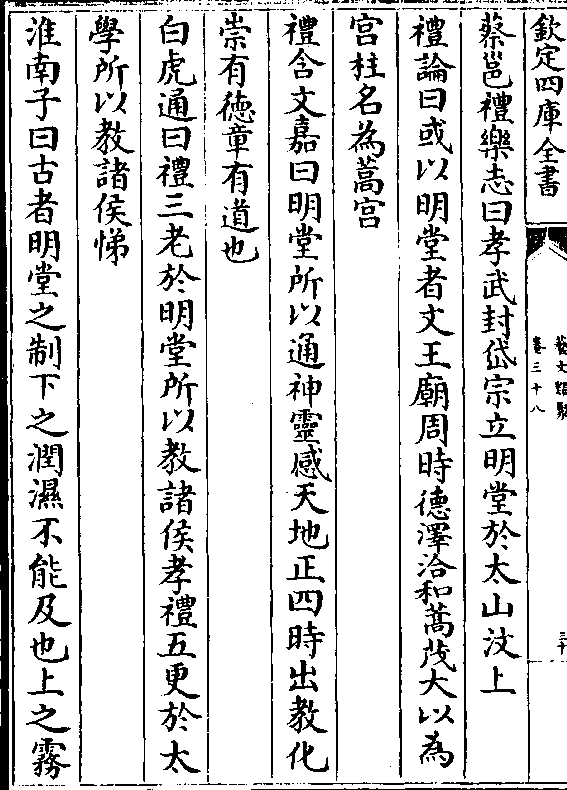 欽定四庫全書
藝文類聚
卷三十八
三十
蔡邕禮樂志曰孝武封岱宗立明堂於太山汶上
禮論曰或以明堂者文王廟周時德澤洽和蒿茂大以為
宮柱名為蒿宮
禮含文嘉曰明堂所以通神靈感天地正四時出教化
崇有德章有道也
白虎通曰禮三老於明堂所以教諸侯孝禮五更於太
學所以教諸侯悌
淮南子曰古者明堂之制下之潤濕不能及也上之霧